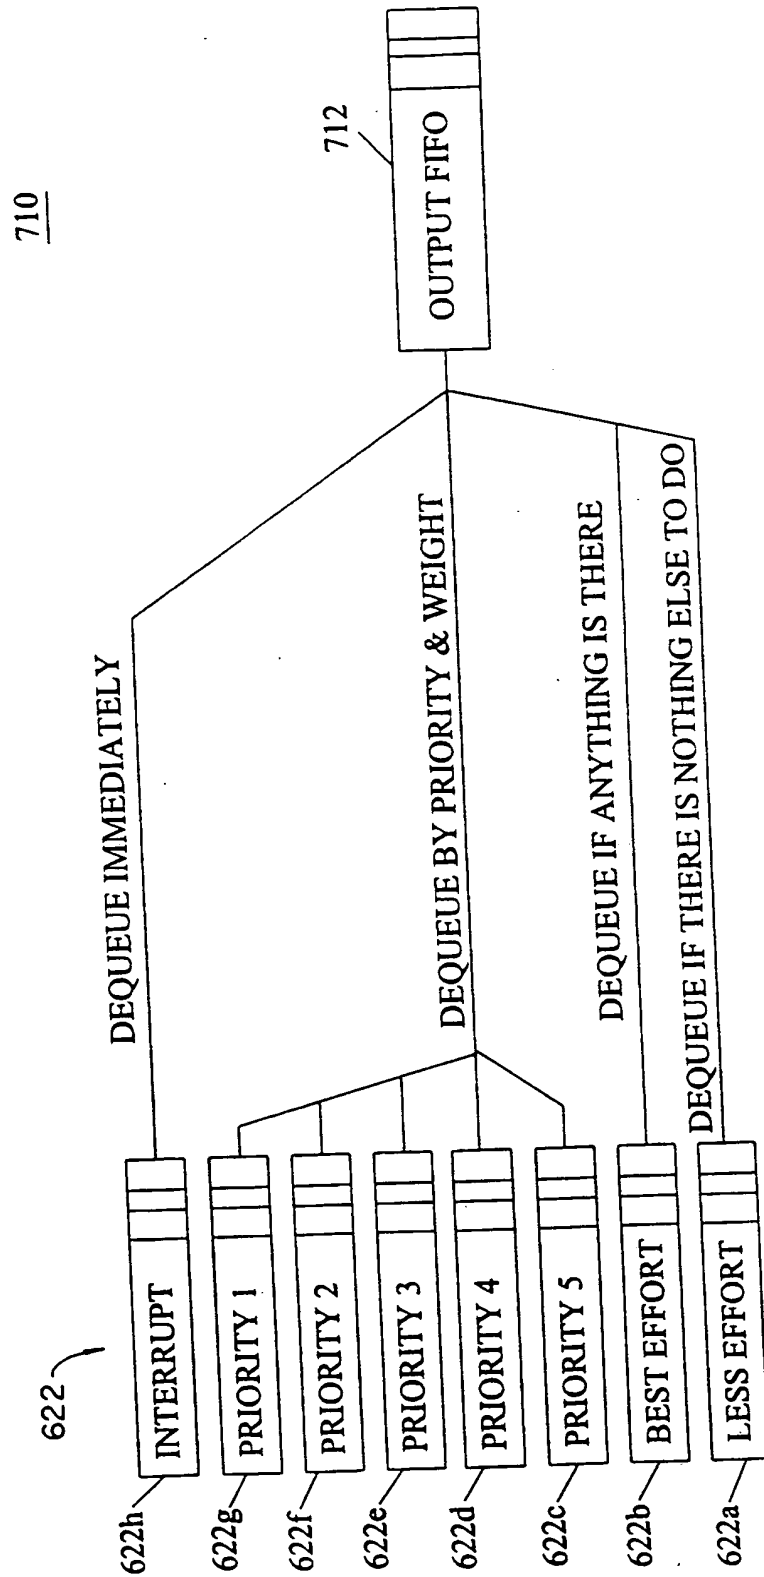 710
622
622h
INTERRUPT
DEQUEUE IMMEDIATELY
622g
PRIORITY 1
622f
PRIORITY 2
622e
PRIORITY 3
622d
PRIORITY 4
622c
PRIORITY 5
DEQUEUE BY PRIORITY & WEIGHT
712
OUTPUT FIFO
622b
BEST EFFORT
DEQUEUE IF ANYTHING IS THERE
622a
LESS EFFORT
DEQUEUE IF THERE IS NOTHING ELSE TO DO